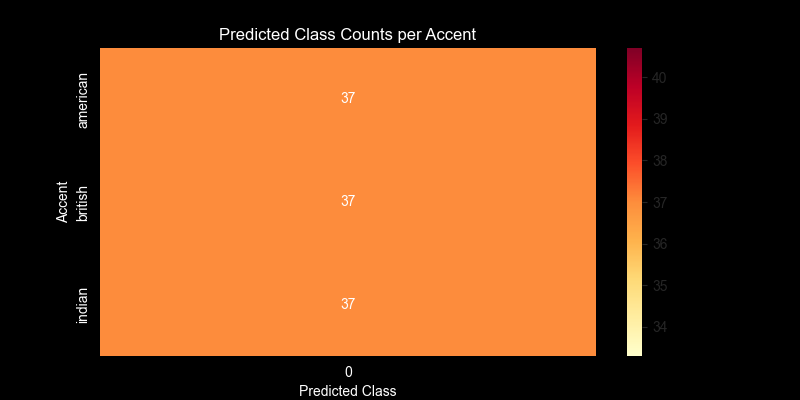 Predicted Class Counts per Accent
american
37
40
39
38
Accent
british
37
37
36
35
indian
37
34
0
Predicted Class